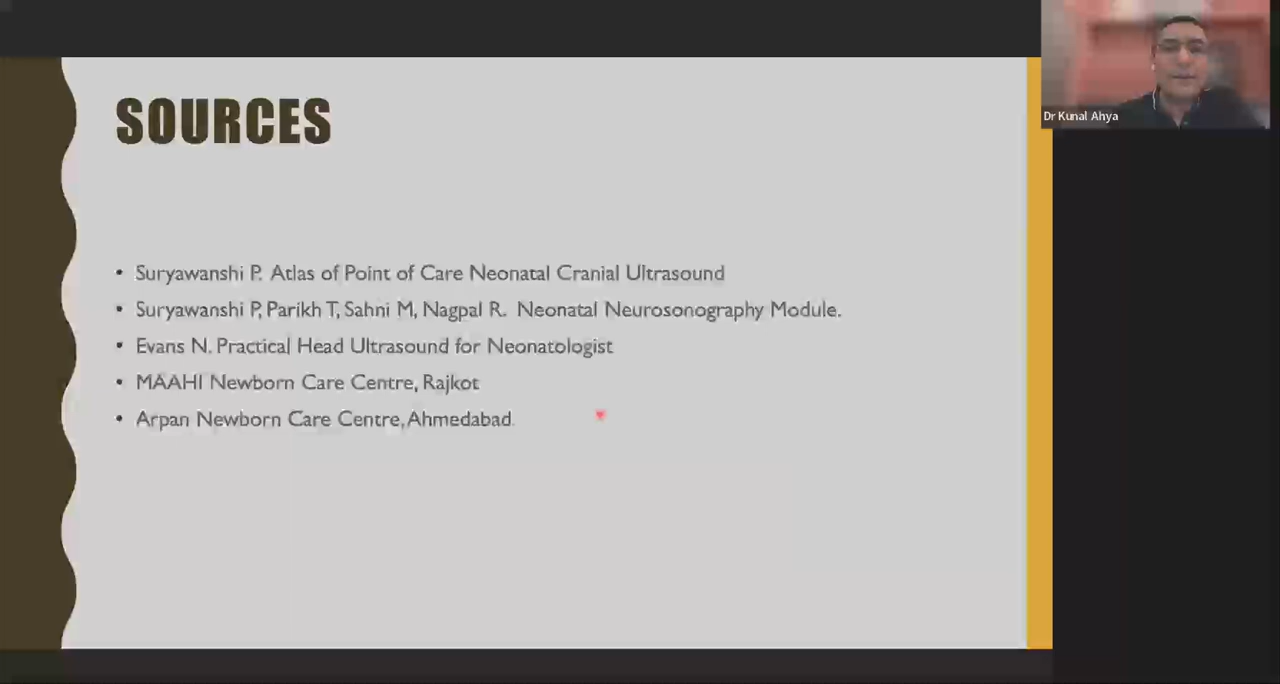 SOURCES
• Suryawanshi P. Atlas of Point of Care Neonatal Cranial Ultrasound
• Suryawanshi P, Parikh T, Sahni M, Nagpal R. Neonatal Neurosonography Module.
• Evans N. Practical Head Ultrasound for Neonatologist
• MAAHI Newborn Care Centre, Rajkot
• Arpan Newborn Care Centre, Ahmedabad.
Dr Kunal Ahya